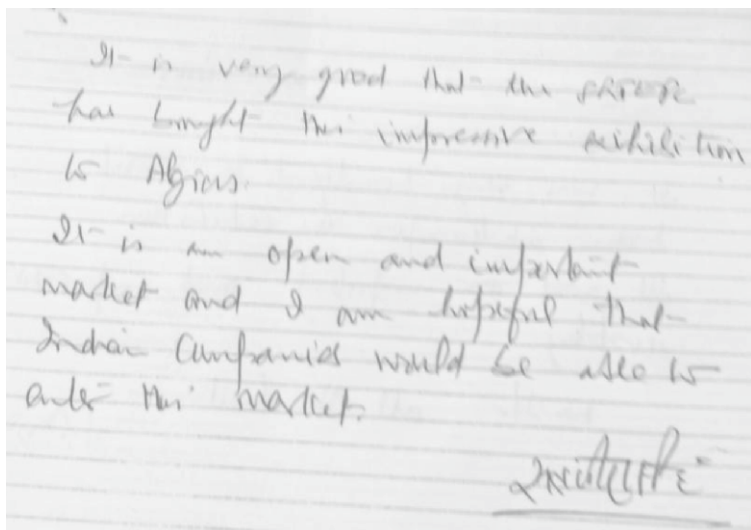 It is very good that the
has brought this impressive exhibition
to Algiers.
It is an open and important
market and I am hopeful that
Indian Companies would be able to
enter this market.